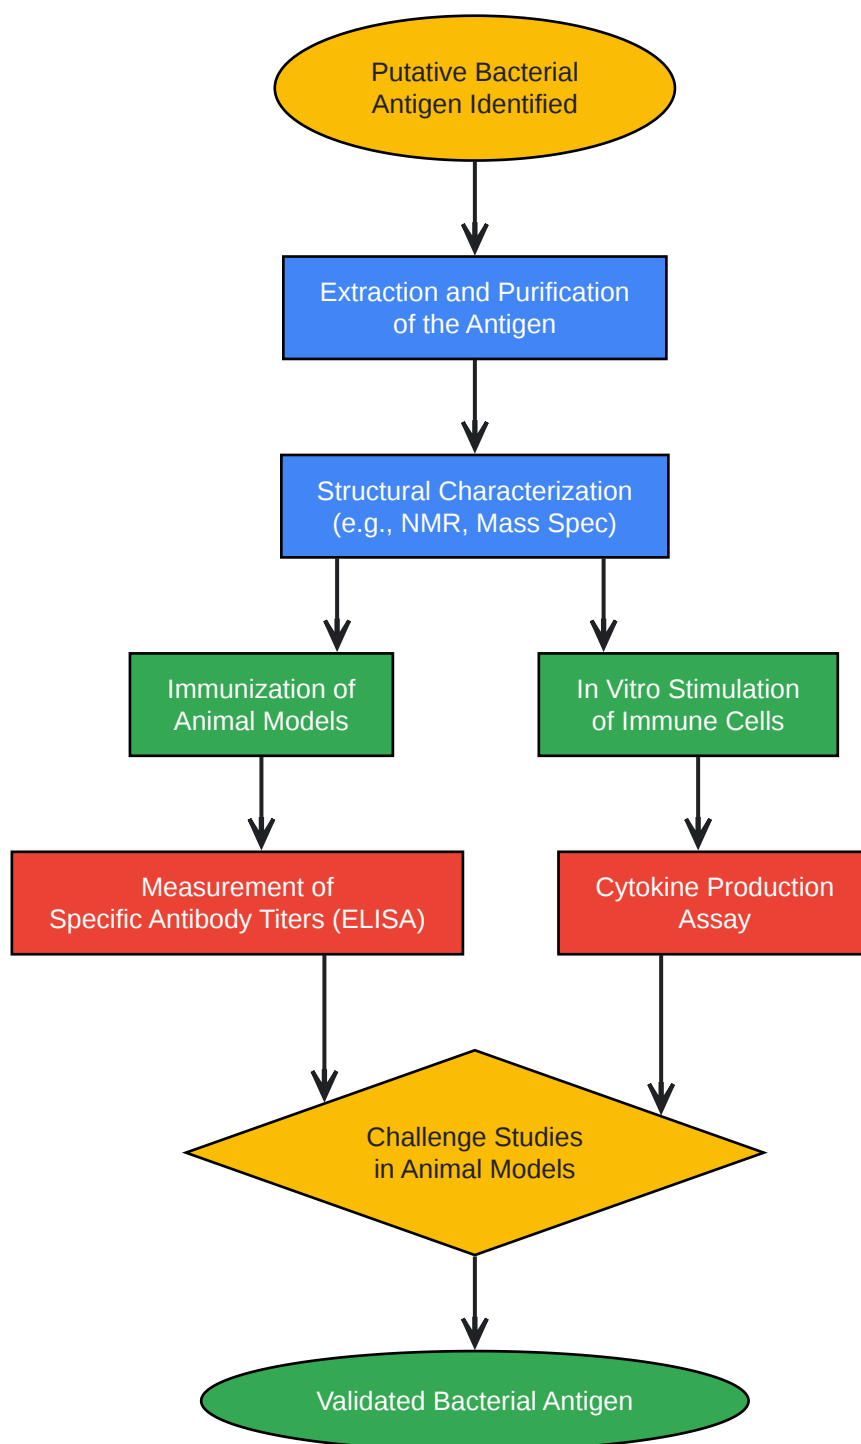 Putative Bacterial
Antigen Identified
Extraction and Purification
of the Antigen
Structural Characterization
(e.g., NMR, Mass Spec)
Immunization of
Animal Models
In Vitro Stimulation
of Immune Cells
Measurement of
Specific Antibody Titers (ELISA)
Cytokine Production
Assay
Challenge Studies
in Animal Models
Validated Bacterial Antigen